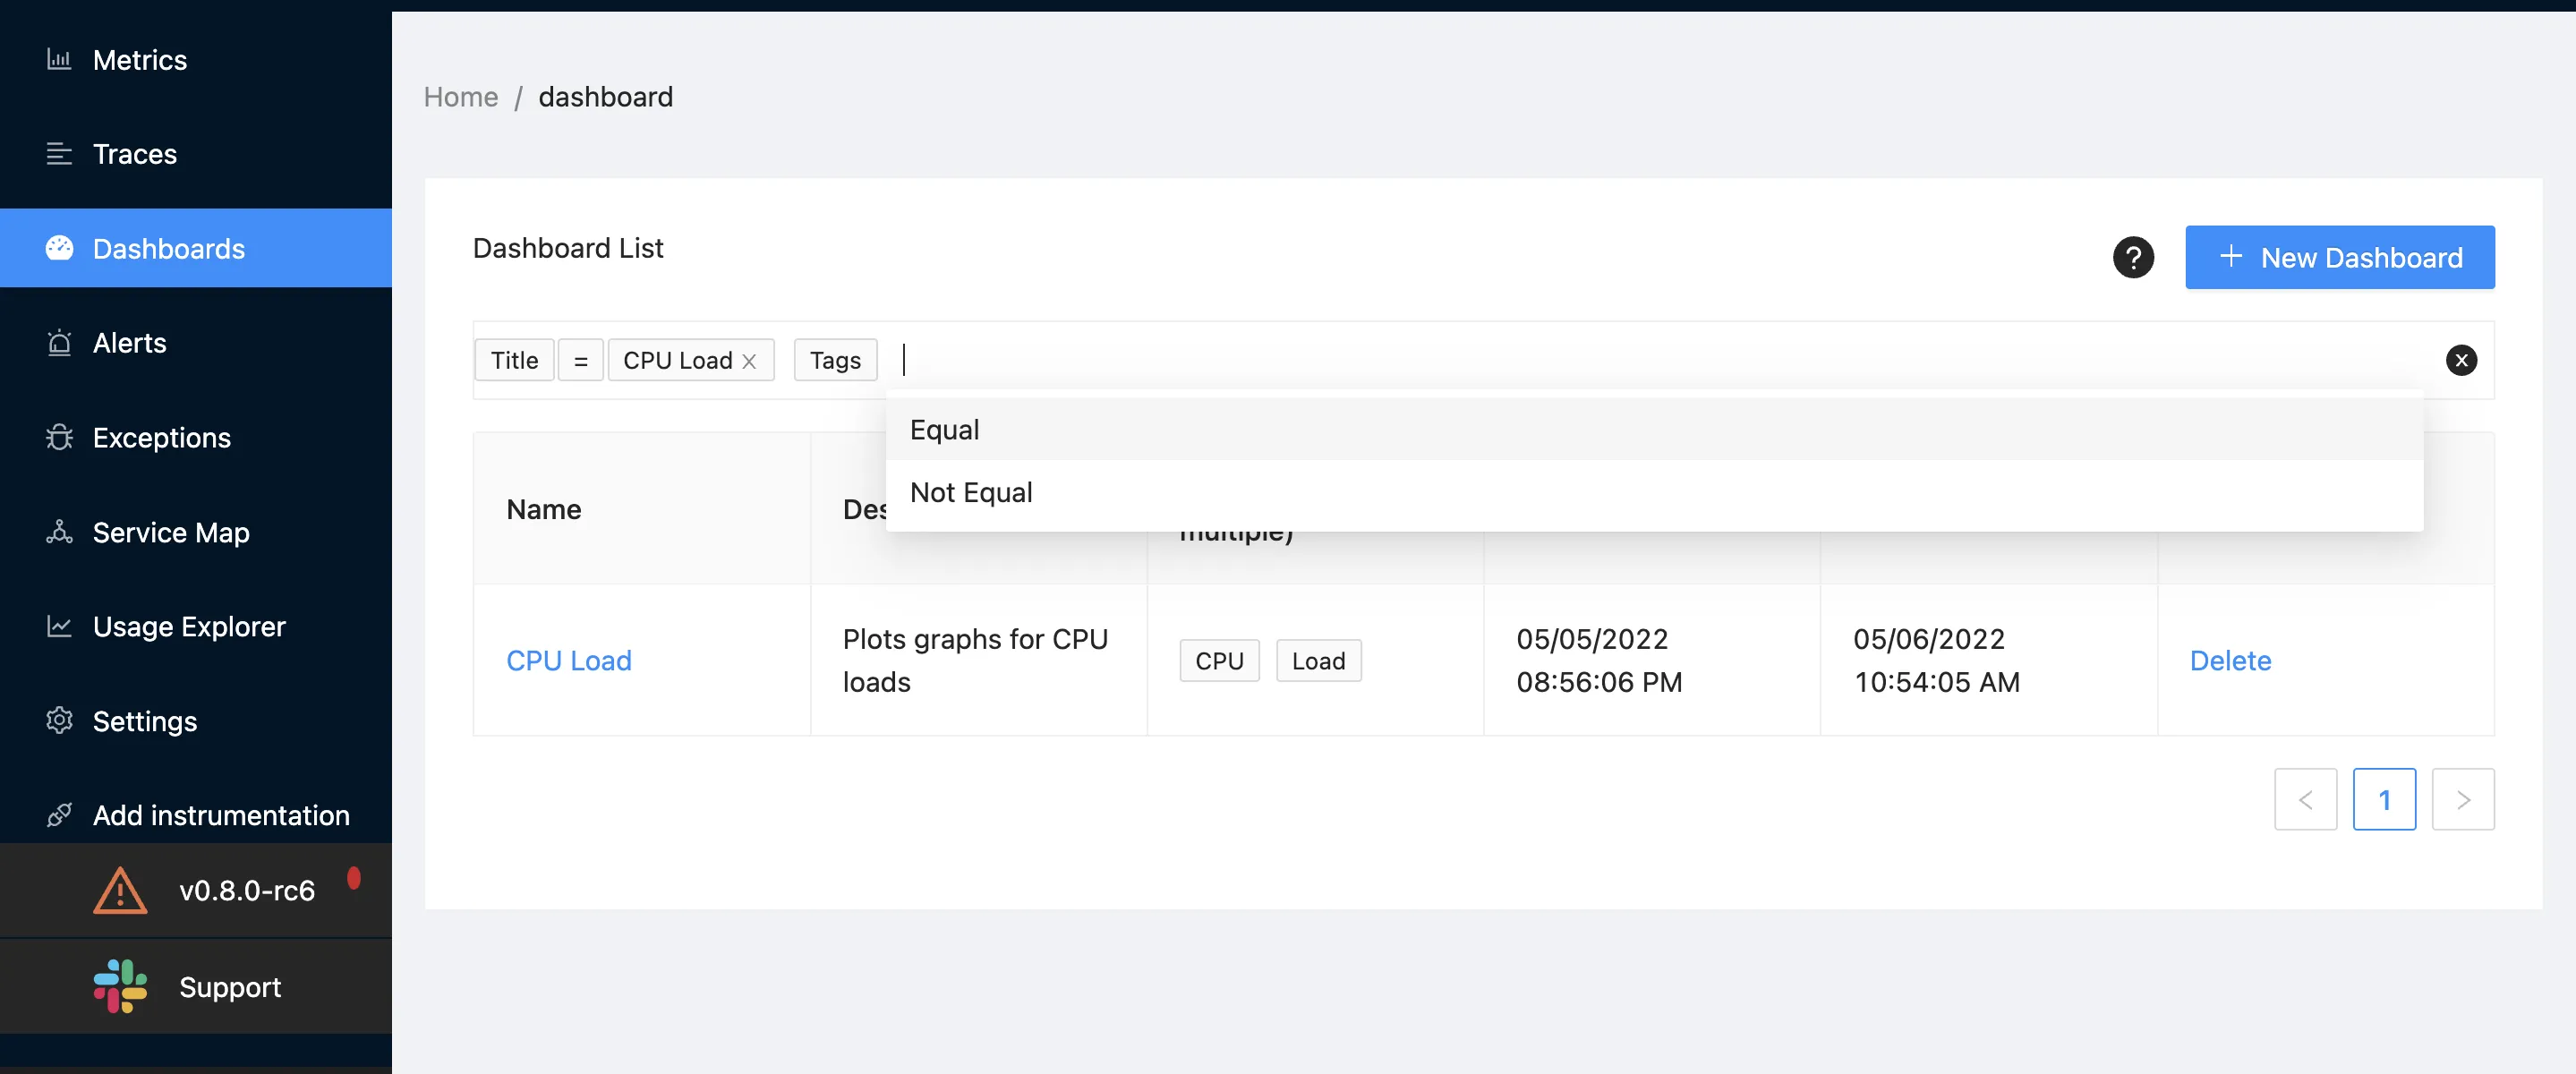 Metrics
Traces
Dashboards
Alerts
Exceptions
Service Map
Usage Explorer
Settings
Add instrumentation
v0.8.0-rc6
Support
Home / dashboard
Dashboard List
?
+ New Dashboard
Title = CPU Load × Tags
Equal
Not Equal
Name
Des
multiple)
CPU Load
Plots graphs for CPU
loads
CPU Load
05/05/2022
08:56:06 PM
05/06/2022
10:54:05 AM
Delete
< 1 >